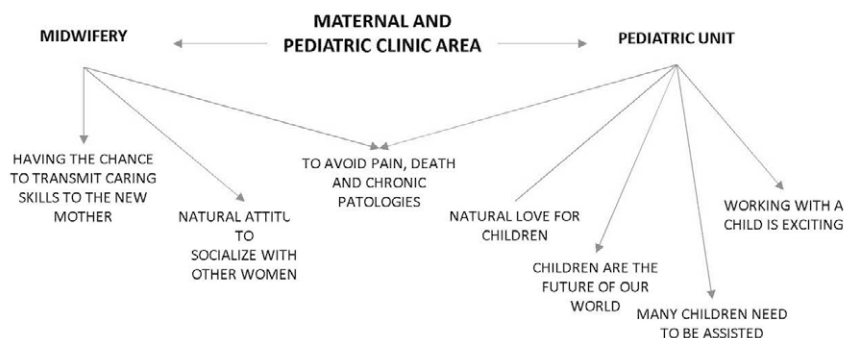 MATERNAL AND
PEDIATRIC CLINIC AREA
MIDWIFERY
PEDIATRIC UNIT
HAVING THE CHANCE
TO TRANSMIT CARING
SKILLS TO THE NEW
MOTHER
NATURAL ATTITU
TO
SOCIALIZE WITH
OTHER WOMEN
TO AVOID PAIN, DEATH
AND CHRONIC
PATOLOGIES
NATURAL LOVE FOR
CHILDREN
CHILDREN ARE THE
FUTURE OF OUR
WORLD
MANY CHILDREN NEED
TO BE ASSISTED
WORKING WITH A
CHILD IS EXCITING